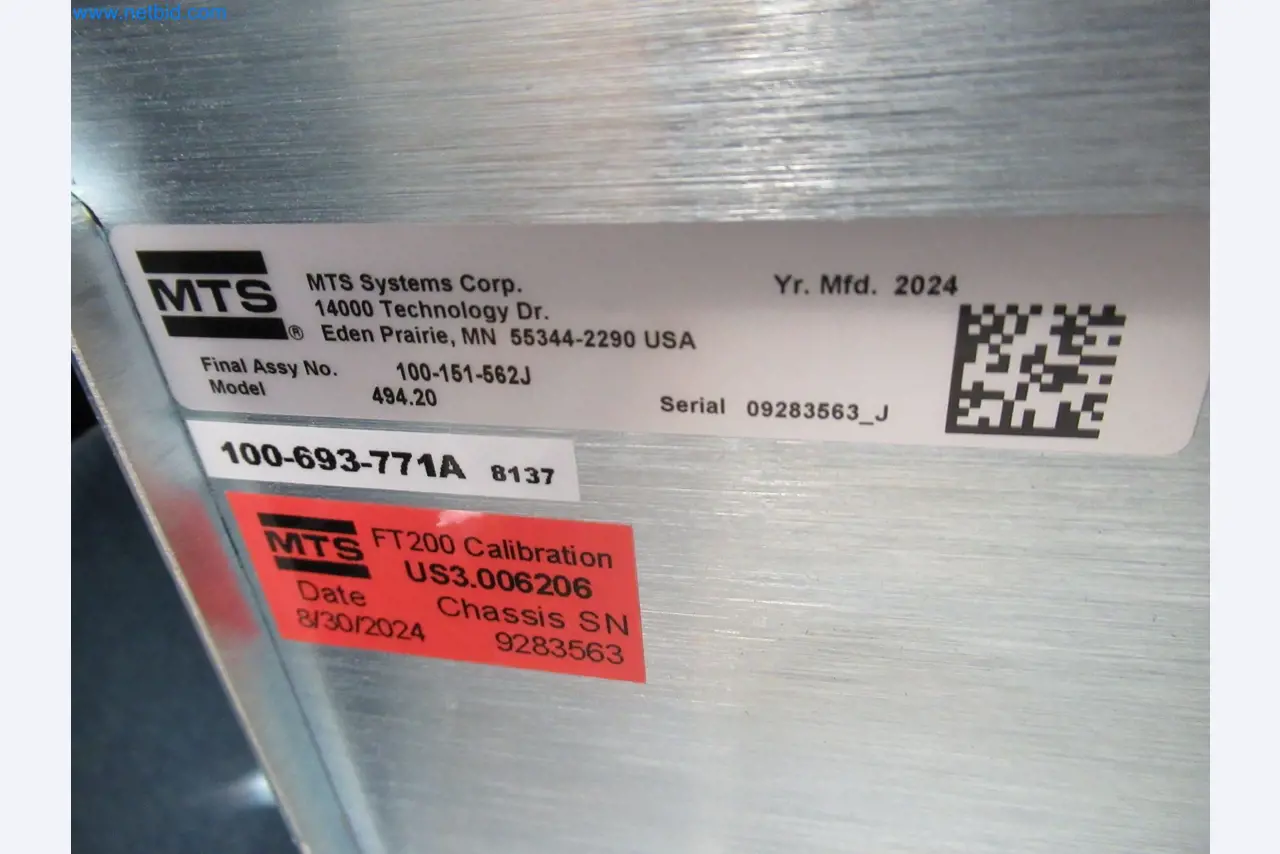 www.netbid.com
MTS®
MTS Systems Corp.
14000 Technology Dr.
Eden Prairie, MN 55344-2290 USA
Yr. Mfd. 2024
Final Assy No. 100-151-562J
Model 494.20
Serial 09283563_J
100-693-771A 8137
MTS FT200 Calibration
US3.006206
Date Chassis SN
8/30/2024 9283563